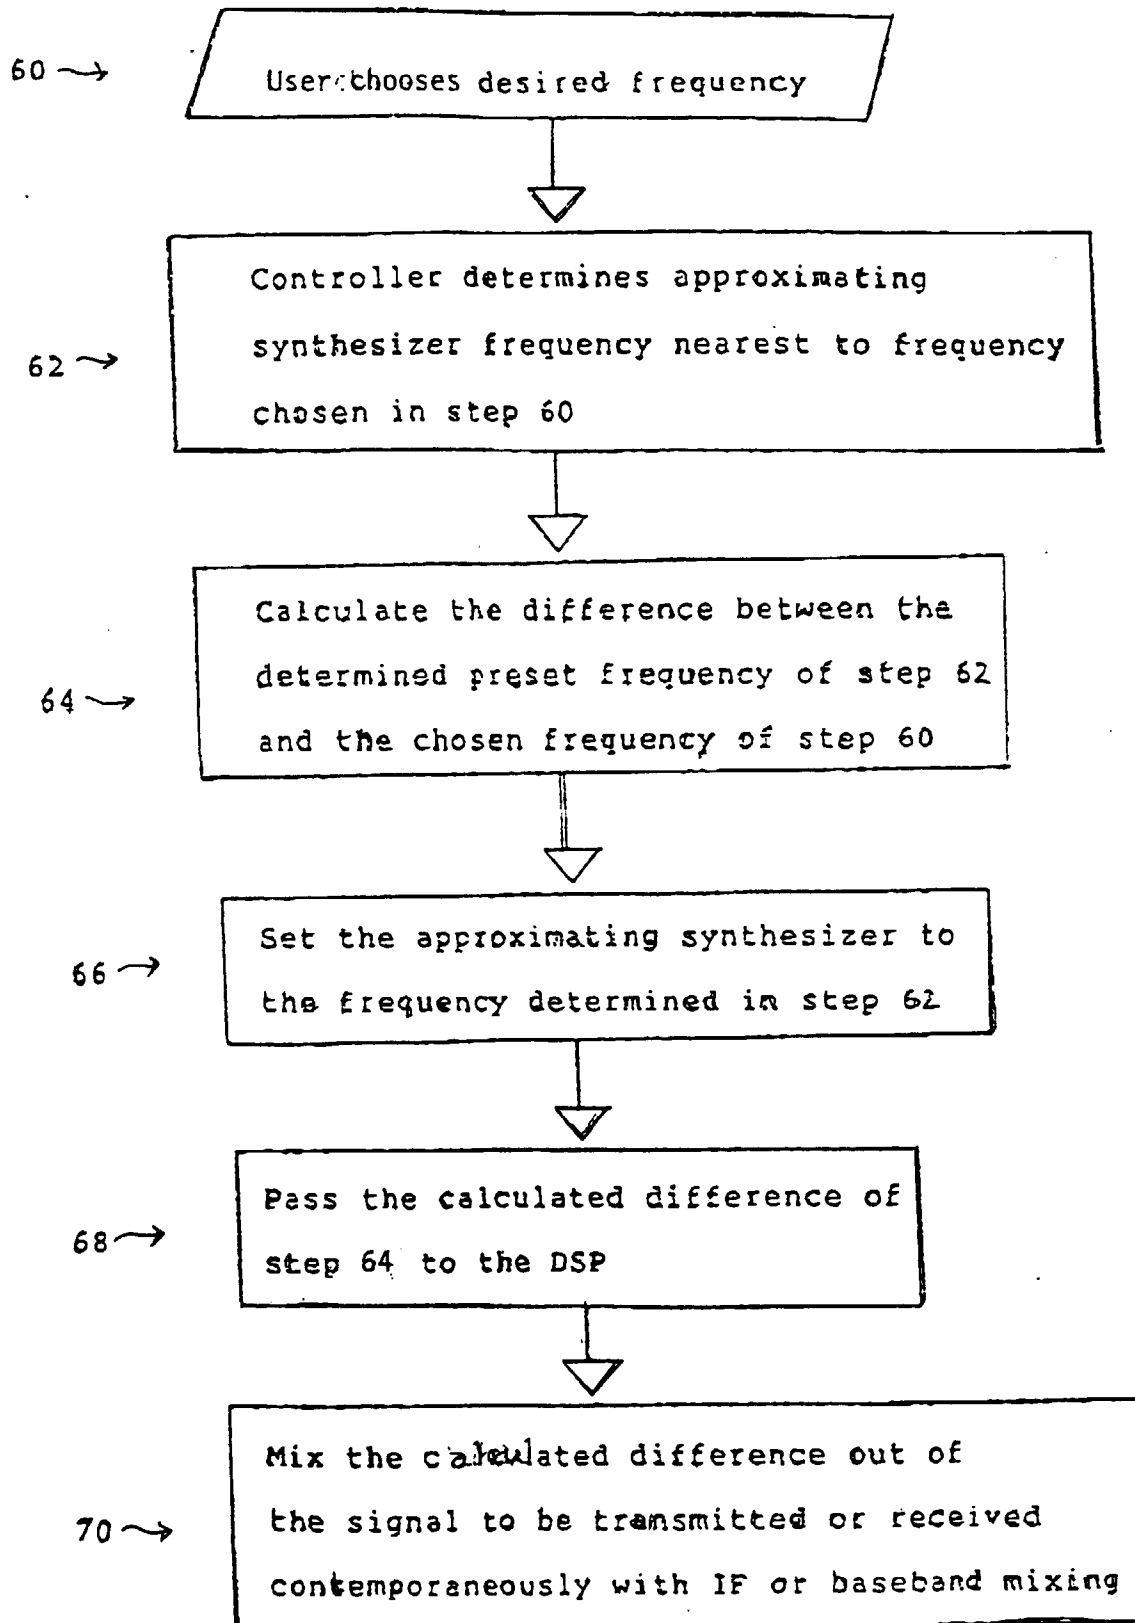 60
User chooses desired frequency
Controller determines approximating
synthesizer frequency nearest to frequency
chosen in step 60
62
Calculate the difference between the
determined preset frequency of step 62
and the chosen frequency of step 60
64
Set the approximating synthesizer to
the frequency determined in step 62
66
Pass the calculated difference of
step 64 to the DSP
68
Mix the calculated difference out of
the signal to be transmitted or received
contemporaneously with IF or baseband mixing
70